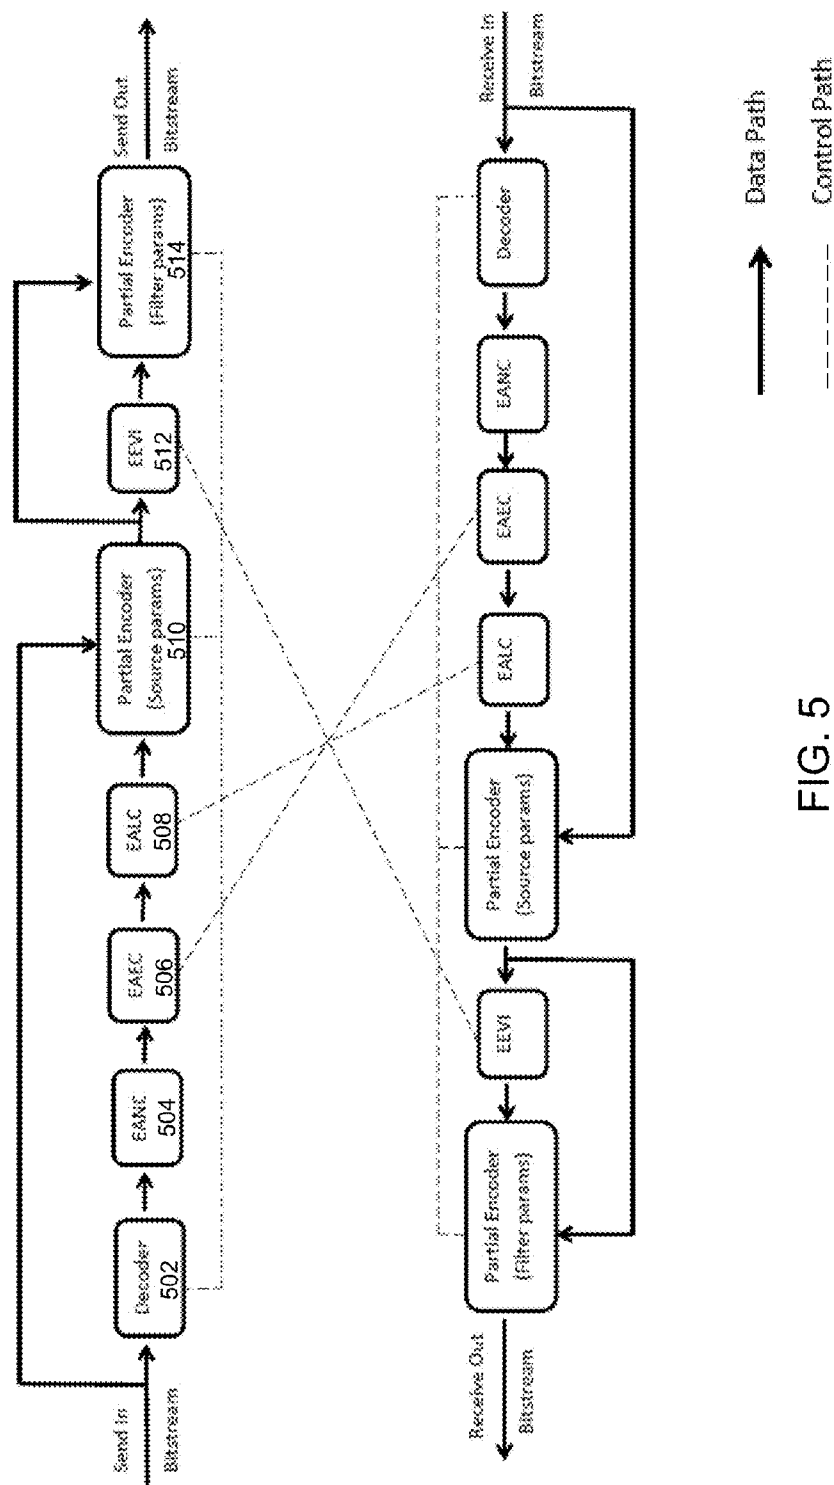 Send In
Bitstream
Decoder
502
EANC
504
EAEC
506
EALC
508
Partial Encoder
(Source params)
510
EEVI
512
Partial Encoder
(Filter params)
514
Send Out
Bitstream
Receive Out
Bitstream
Partial Encoder
(Filter params)
EEVI
Partial Encoder
(Source params)
EALC
EAEC
EANC
Decoder
Receive In
Bitstream
Data Path
Control Path
FIG. 5